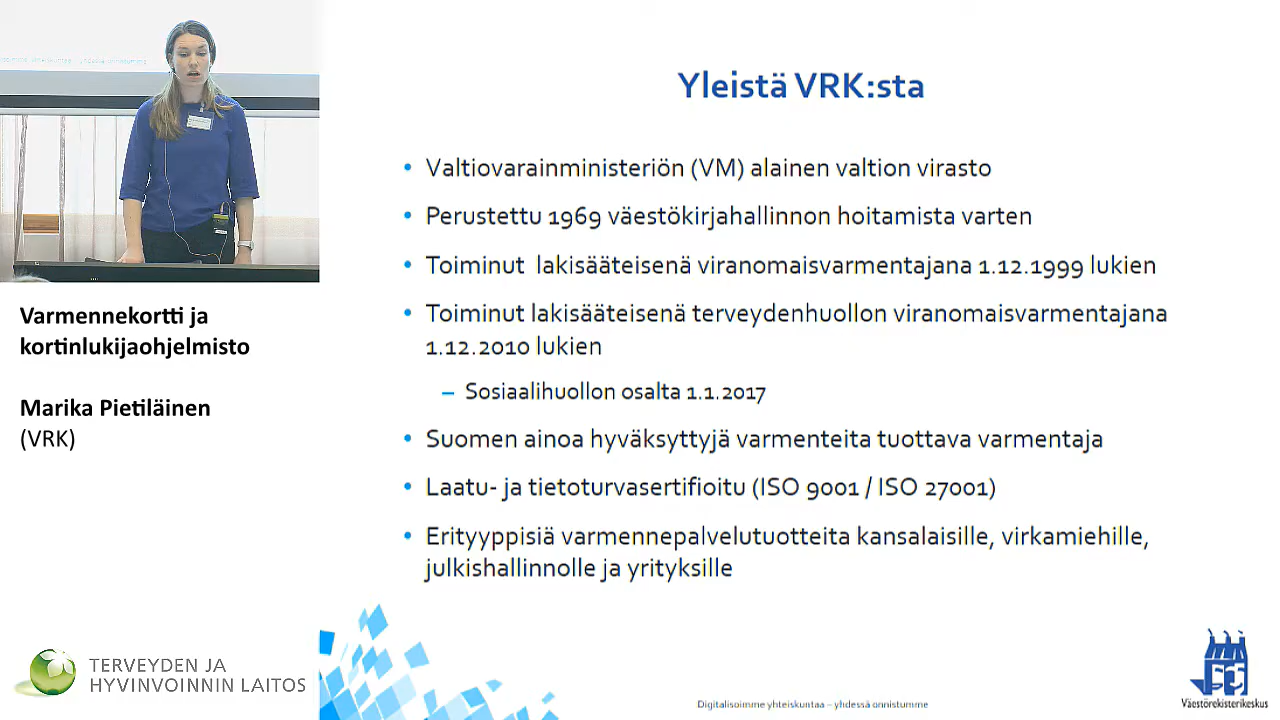 Yleistä VRK:sta
• Valtiovarainministeriön (VM) alainen valtion virasto
• Perustettu 1969 väestökirjahallinnon hoitamista varten
• Toiminut lakisääteisenä viranomaisvarmentajana 1.12.1999 lukien
• Toiminut lakisääteisenä terveydenhuollon viranomaisvarmentajana
1.12.2010 lukien
– Sosiaalihuollon osalta 1.1.2017
• Suomen ainoa hyväksyttyjä varmenteita tuottava varmentaja
• Laatu- ja tietoturvasertifioitu (ISO 9001 / ISO 27001)
• Erityyppisiä varmennepalvelutuotteita kansalaisille, virkamiehille,
julkishallinnolle ja yrityksille
Varmennekortti ja
kortinlukijaohjelmisto
Marika Pietiläinen
(VRK)
TERVEYDEN JA
HYVINVOINNIN LAITOS
Digitalisoimme yhteiskuntaa – yhdessä onnistumme
Väestörekisterikeskus